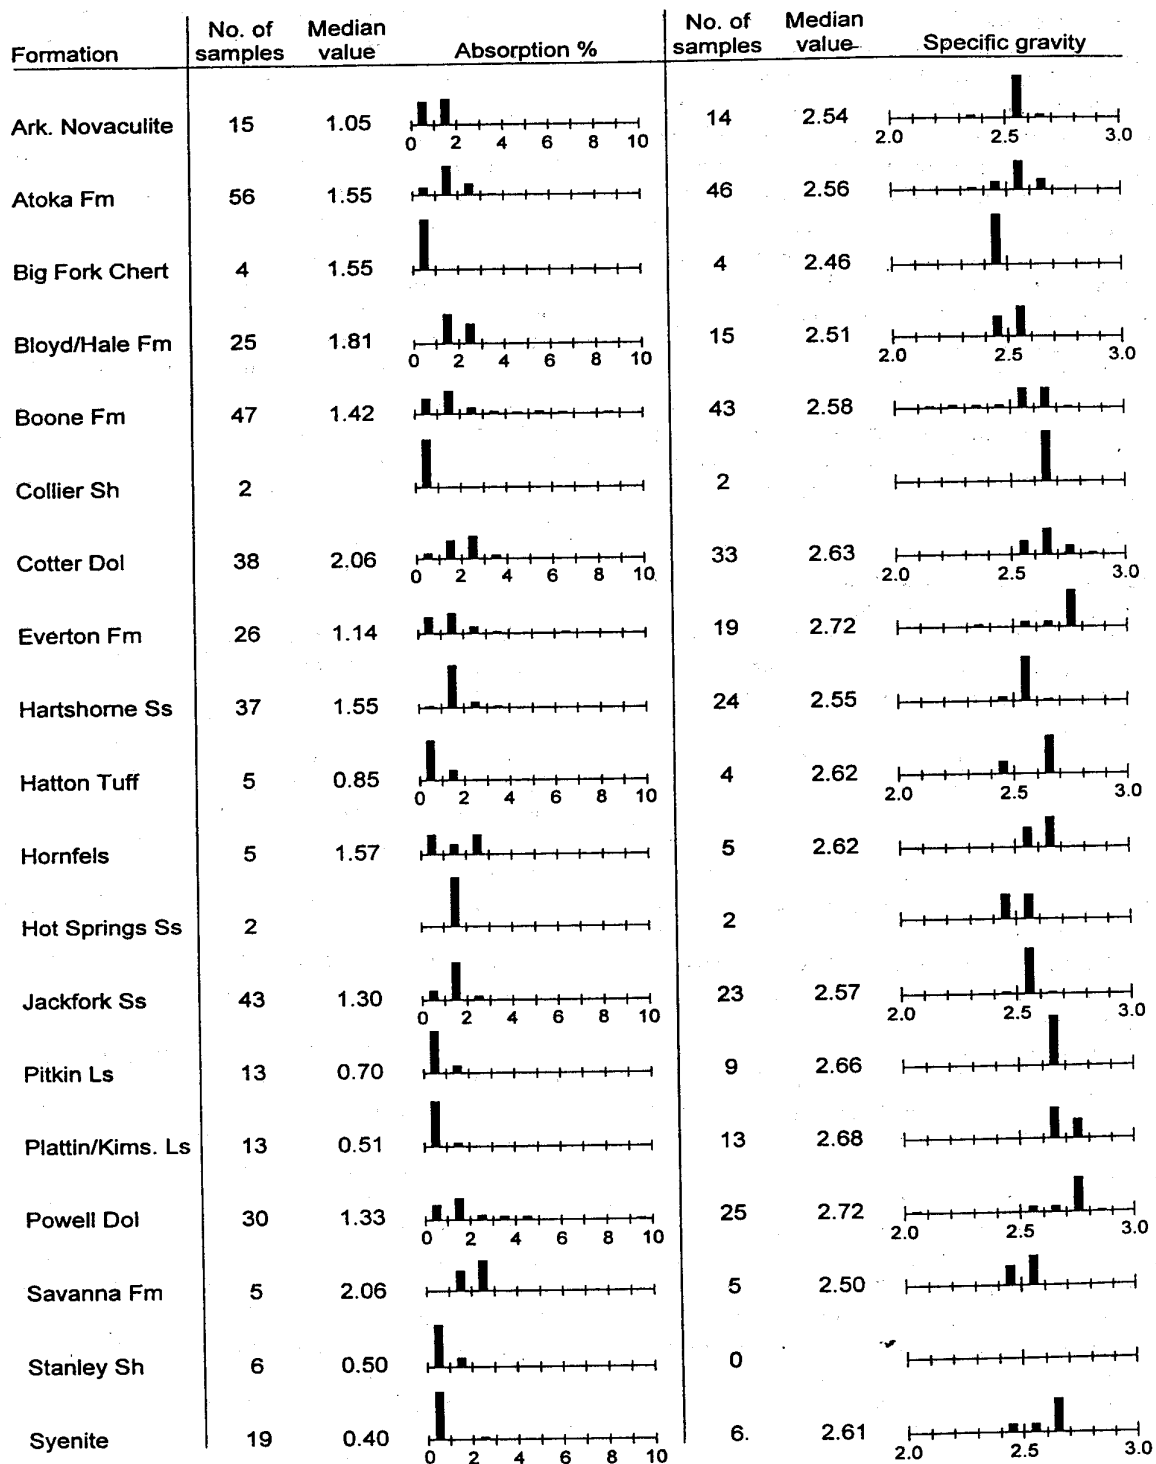 No. of Median No. of Median
Formation samples value Absorption % samples value Specific gravity
Ark. Novaculite 15 1.05 14 2.54
0 2 4 6 8 10 2.0 2.5 3.0
Atoka Fm 56 1.55 46 2.56
Big Fork Chert 4 1.55 4 2.46
Bloyd/Hale Fm 25 1.81 15 2.51
0 2 4 6 8 10 2.0 2.5 3.0
Boone Fm 47 1.42 43 2.58
Collier Sh 2 2
Cotter Dol 38 2.06 33 2.63
0 2 4 6 8 10 2.0 2.5 3.0
Everton Fm 26 1.14 19 2.72
Hartshorne Ss 37 1.55 24 2.55
Hatton Tuff 5 0.85 4 2.62
0 2 4 6 8 10 2.0 2.5 3.0
Hornfels 5 1.57 5 2.62
Hot Springs Ss 2 2
Jackfork Ss 43 1.30 23 2.57
0 2 4 6 8 10 2.0 2.5 3.0
Pitkin Ls 13 0.70 9 2.66
Plattin/Kims. Ls 13 0.51 13 2.68
Powell Dol 30 1.33 25 2.72
0 2 4 6 8 10 2.0 2.5 3.0
Savanna Fm 5 2.06 5 2.50
Stanley Sh 6 0.50 0
Syenite 19 0.40 6. 2.61
0 2 4 6 8 10 2.0 2.5 3.0